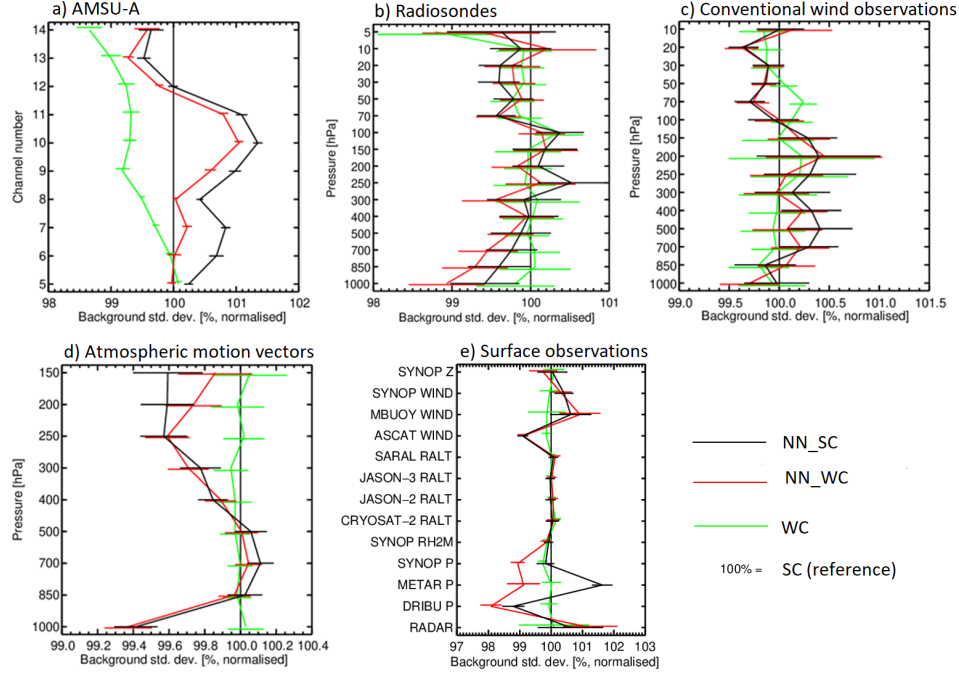 a) AMSU-A
b) Radiosondes
c) Conventional wind observations
Channel number
14
13
12
11
10
9
8
7
6
5
98 99 100 101 102
Background std. dev. [%, normalised]
Pressure [hPa]
5
10
20
30
50
70
100
150
200
250
300
400
500
700
850
1000
98 99 100 101
Background std. dev. [%, normalised]
Pressure [hPa]
10
20
30
50
70
100
150
200
250
300
400
500
700
850
1000
99.0 99.5 100.0 100.5 101.0 101.5
Background std. dev. [%, normalised]
d) Atmospheric motion vectors
Pressure [hPa]
150
200
250
300
400
500
700
850
1000
99.0 99.2 99.4 99.6 99.8 100.0 100.2 100.4
Background std. dev. [%, normalised]
e) Surface observations
SYNOP Z
SYNOP WIND
MBUOY WIND
ASCAT WIND
SARAL RALT
JASON-3 RALT
JASON-2 RALT
CRYOSAT-2 RALT
SYNOP RH2M
SYNOP P
METAR P
DRIBU P
RADAR
97 98 99 100 101 102 103
Background std. dev. [%, normalised]
NN_SC
NN_WC
WC
100% = SC (reference)